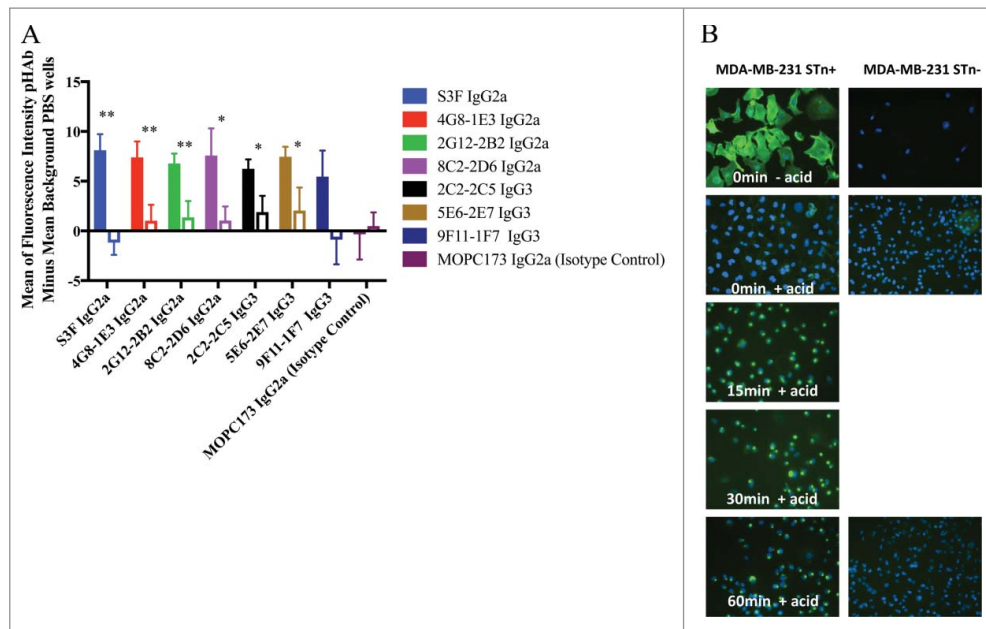 A
Mean of Fluorescence Intensity pHAb
Minus Mean Background PBS wells
15
10
5
0
-5
**
**
**
*
*
*
S3F IgG2a
4G8-1E3 IgG2a
2G12-2B2 IgG2a
8C2-2D6 IgG2a
2C2-2C5 IgG3
5E6-2E7 IgG3
9F11-1F7 IgG3
MOPC173 IgG2a (Isotype Control)
S3F IgG2a
4G8-1E3 IgG2a
2G12-2B2 IgG2a
8C2-2D6 IgG2a
2C2-2C5 IgG3
5E6-2E7 IgG3
9F11-1F7 IgG3
MOPC173 IgG2a (Isotype Control)
B
MDA-MB-231 STn+
MDA-MB-231 STn-
0min - acid
0min + acid
15min + acid
30min + acid
60min + acid